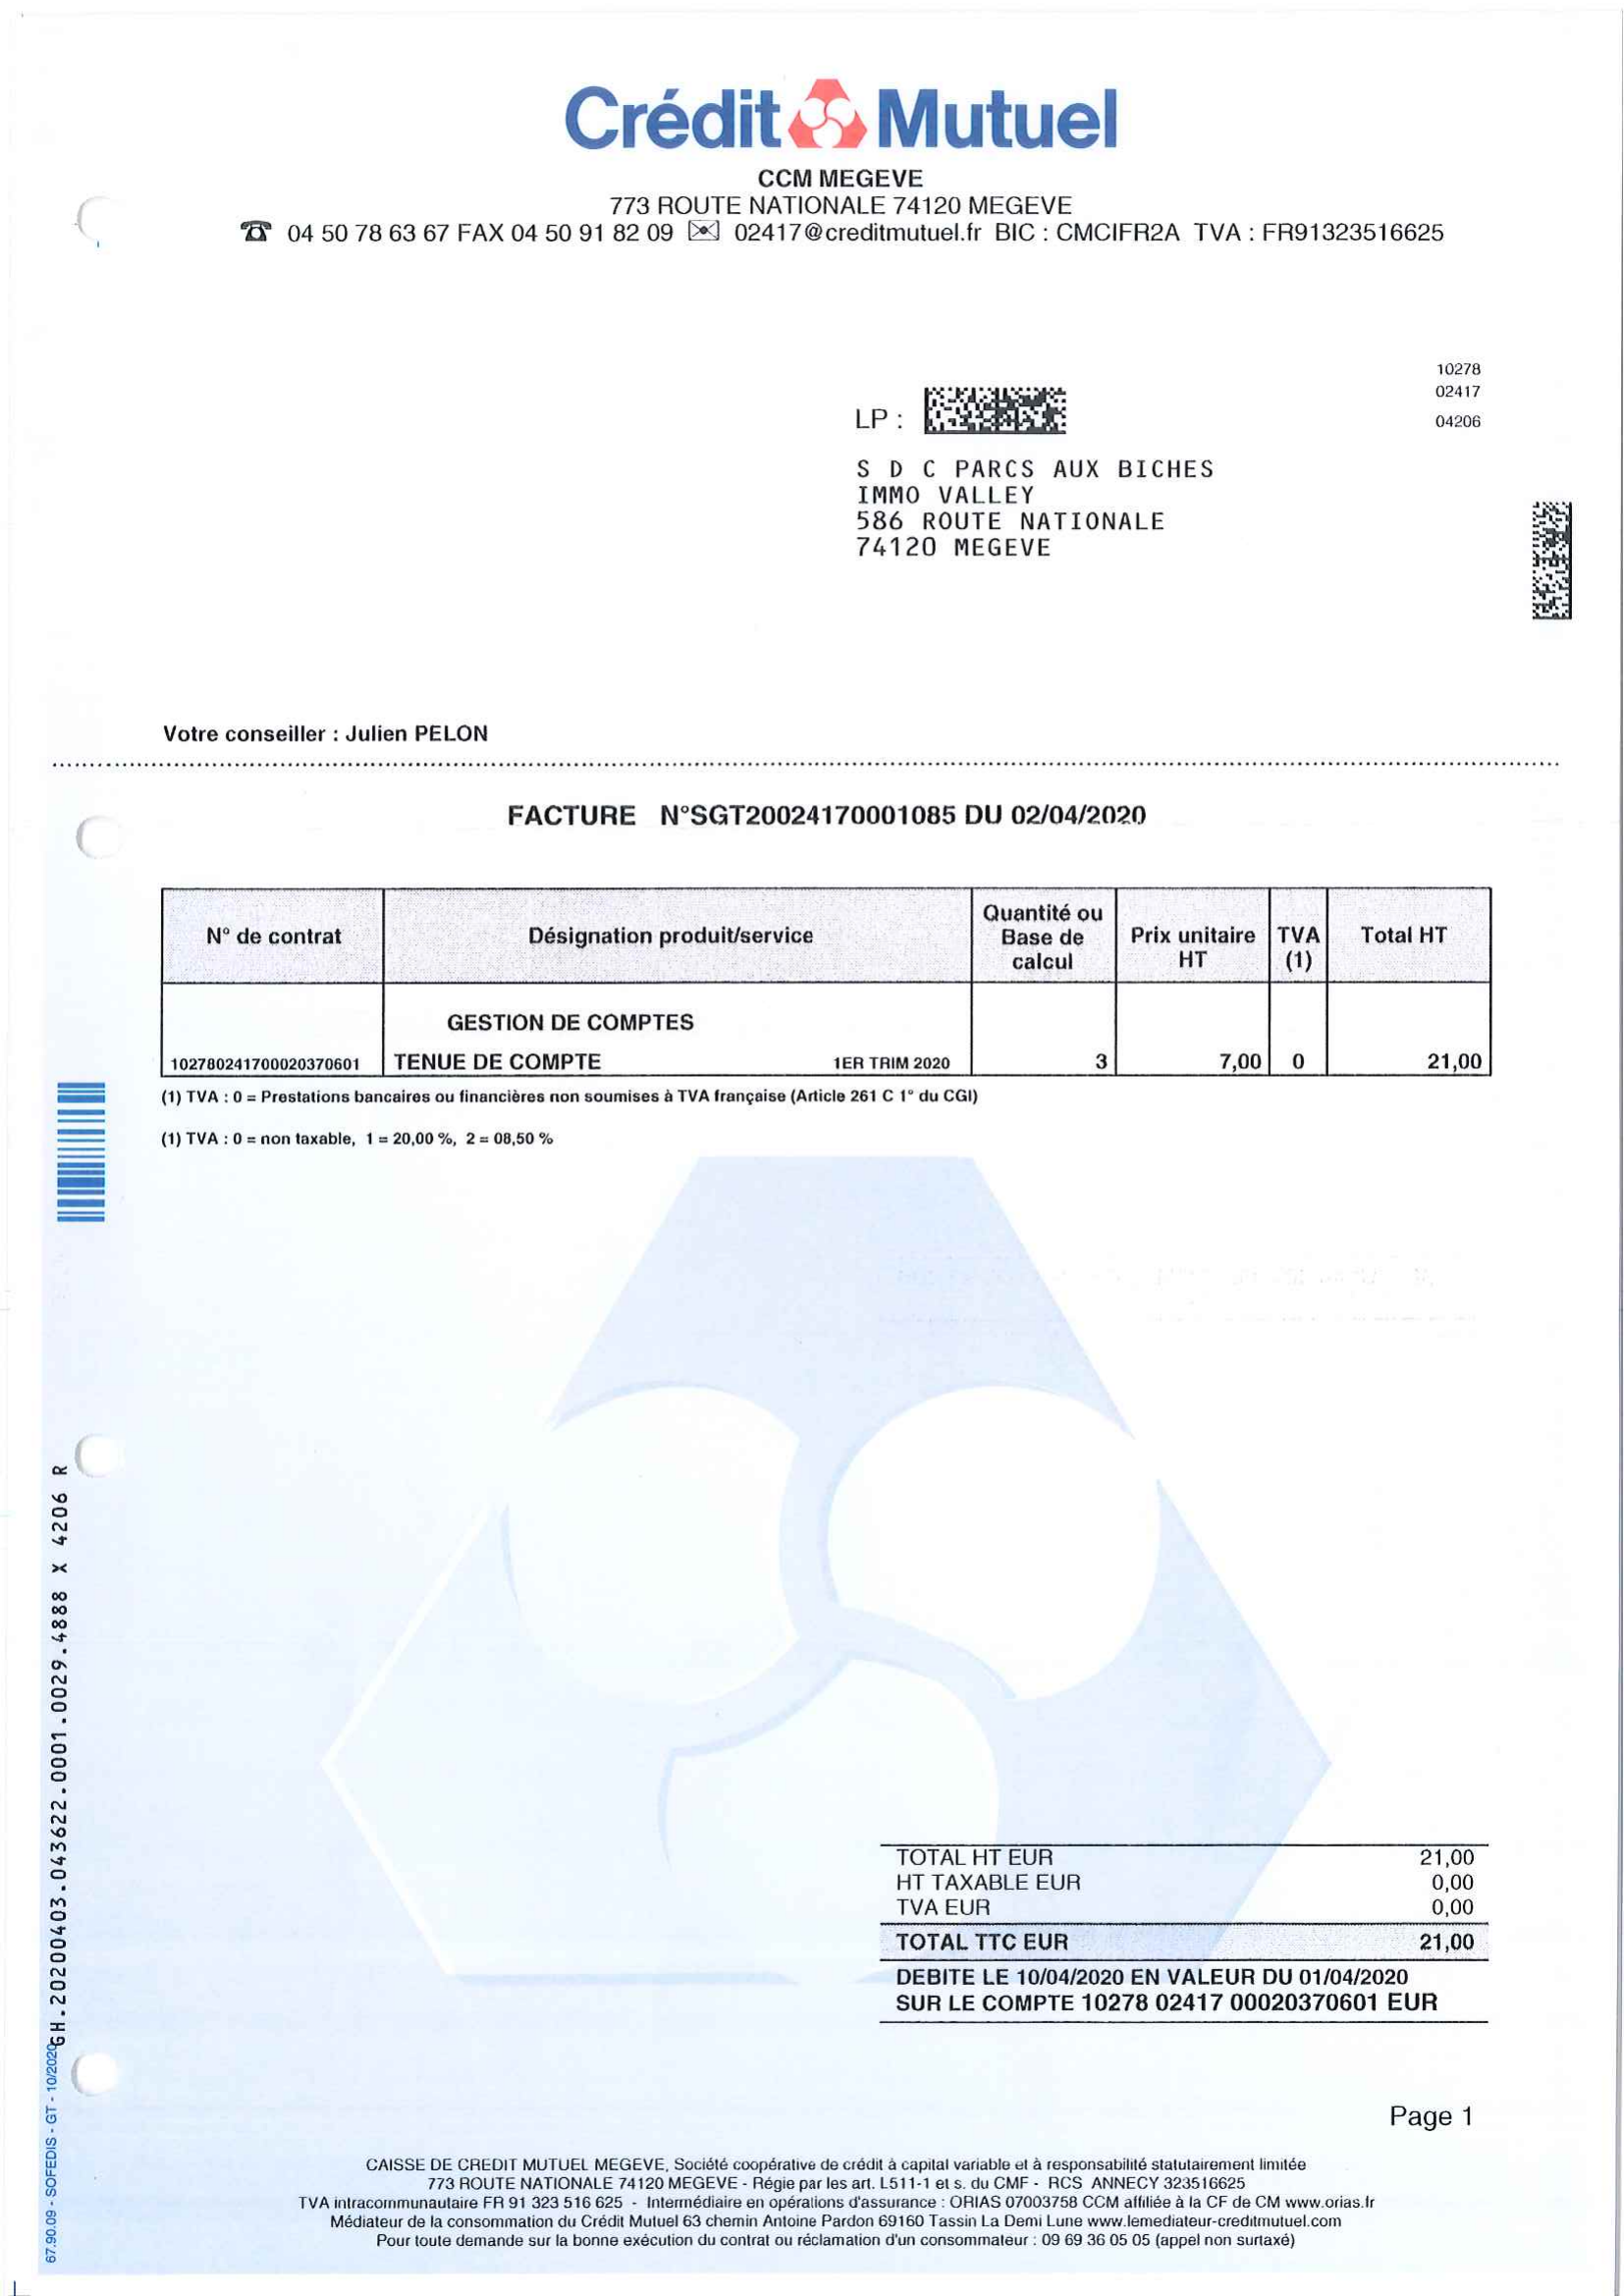 Crédit Mutuel
CCM MEGEVE
773 ROUTE NATIONALE 74120 MEGEVE
☎ 04 50 78 63 67 FAX 04 50 91 82 09 ✉ 02417@creditmutuel.fr BIC : CMCIFR2A TVA : FR91323516625
10278
02417
04206
LP :
S D C PARCS AUX BICHES
IMMO VALLEY
586 ROUTE NATIONALE
74120 MEGEVE
Votre conseiller : Julien PELON
FACTURE N°SGT20024170001085 DU 02/04/2020
N° de contrat Désignation produit/service Quantité ou Base de calcul Prix unitaire HT TVA (1) Total HT
GESTION DE COMPTES
102780241700020370601 TENUE DE COMPTE 1ER TRIM 2020 3 7,00 0 21,00
(1) TVA : 0 = Prestations bancaires ou financières non soumises à TVA française (Article 261 C 1° du CGI)
(1) TVA : 0 = non taxable, 1 = 20,00 %, 2 = 08,50 %
TOTAL HT EUR 21,00
HT TAXABLE EUR 0,00
TVA EUR 0,00
TOTAL TTC EUR 21,00
DEBITE LE 10/04/2020 EN VALEUR DU 01/04/2020
SUR LE COMPTE 10278 02417 00020370601 EUR
Page 1
67.90.09 - SOFEDIS - GT - 10/2020
GH.20200403.043622.0001.0029.4888 X 4206 R
CAISSE DE CREDIT MUTUEL MEGEVE, Société coopérative de crédit à capital variable et à responsabilité statutairement limitée
773 ROUTE NATIONALE 74120 MEGEVE - Régie par les art. L511-1 et s. du CMF - RCS ANNECY 323516625
TVA intracommunautaire FR 91 323 516 625 - Intermédiaire en opérations d'assurance : ORIAS 07003758 CCM affiliée à la CF de CM www.orias.fr
Médiateur de la consommation du Crédit Mutuel 63 chemin Antoine Pardon 69160 Tassin La Demi Lune www.lemediateur-creditmutuel.com
Pour toute demande sur la bonne exécution du contrat ou réclamation d'un consommateur : 09 69 36 05 05 (appel non surtaxé)